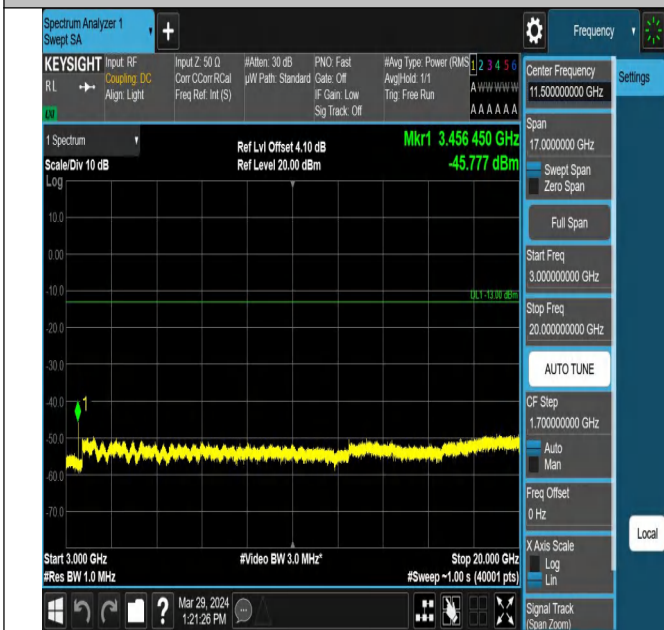 Spectrum Analyzer 1
Swept SA
Frequency
KEYSIGHT
RL
Input: RF
Coupling: DC
Align: Light
Input Z: 50 Ω
Corr CCorr RCal
Freq Ref: Int (S)
#Atten: 30 dB
µW Path: Standard
PNO: Fast
Gate: Off
IF Gain: Low
Sig Track: Off
#Avg Type: Power (RMS
Avg|Hold: 1/1
Trig: Free Run
1 2 3 4 5 6
A W W W W W
A A A A A A
1 Spectrum
Scale/Div 10 dB
Log
Ref Lvl Offset 4.10 dB
Ref Level 20.00 dBm
Mkr1 3.456 450 GHz
-45.777 dBm
10.0
0.00
-10.0
DL1 -13.00 dBm
-20.0
-30.0
-40.0
1
-50.0
-60.0
-70.0
Start 3.000 GHz
#Res BW 1.0 MHz
#Video BW 3.0 MHz*
Stop 20.000 GHz
#Sweep ~1.00 s (40001 pts)
Mar 29, 2024
1:21:26 PM
Center Frequency
11.500000000 GHz
Settings
Span
17.0000000 GHz
Swept Span
Zero Span
Full Span
Start Freq
3.000000000 GHz
Stop Freq
20.000000000 GHz
AUTO TUNE
CF Step
1.700000000 GHz
Auto
Man
Freq Offset
0 Hz
X Axis Scale
Log
Lin
Local
Signal Track
(Span Zoom)